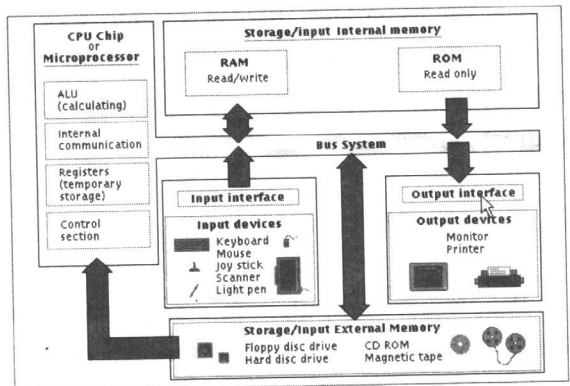 CPU Chip
or
Microprocessor
ALU
(calculating)
Internal
communication
Registers
(temporary
storage)
Control
section
Storage/input Internal memory
RAM
Read/write
ROM
Read only
Bus System
Input interface
Input devices
Keyboard
Mouse
Joy stick
Scanner
Light pen
Output interface
Output devices
Monitor
Printer
Storage/Input External Memory
Floppy disc drive
Hard disc drive
CD ROM
Magnetic tape